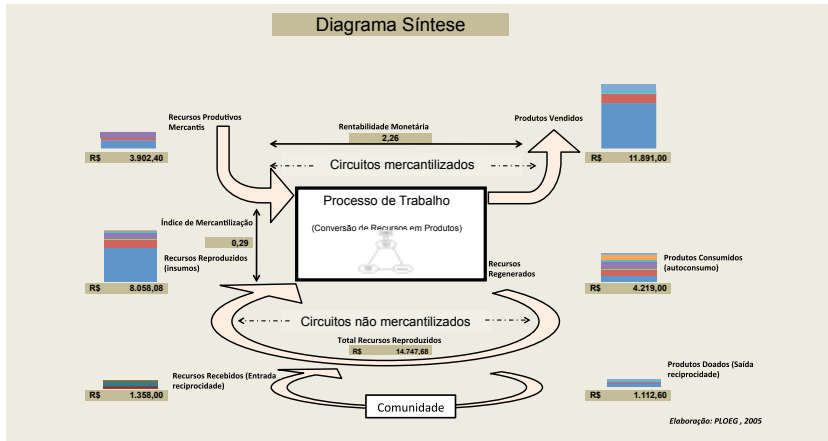 Diagrama Síntese
Recursos Produtivos
Mercantis
R$ 3.902,40
Rentabilidade Monetária
2,26
Produtos Vendidos
R$ 11.891,00
Circuitos mercantilizados
Processo de Trabalho
(Conversão de Recursos em Produtos)
Índice de Mercantilização
0,29
Recursos Reproduzidos
(insumos)
R$ 8.058,08
Recursos
Regenerados
Produtos Consumidos
(autoconsumo)
R$ 4.219,00
Circuitos não mercantilizados
Total Recursos Reproduzidos
R$ 14.747,68
Recursos Recebidos (Entrada
reciprocidade)
R$ 1.358,00
Comunidade
Produtos Doados (Saída
reciprocidade)
R$ 1.112,60
Elaboração: PLOEG , 2005